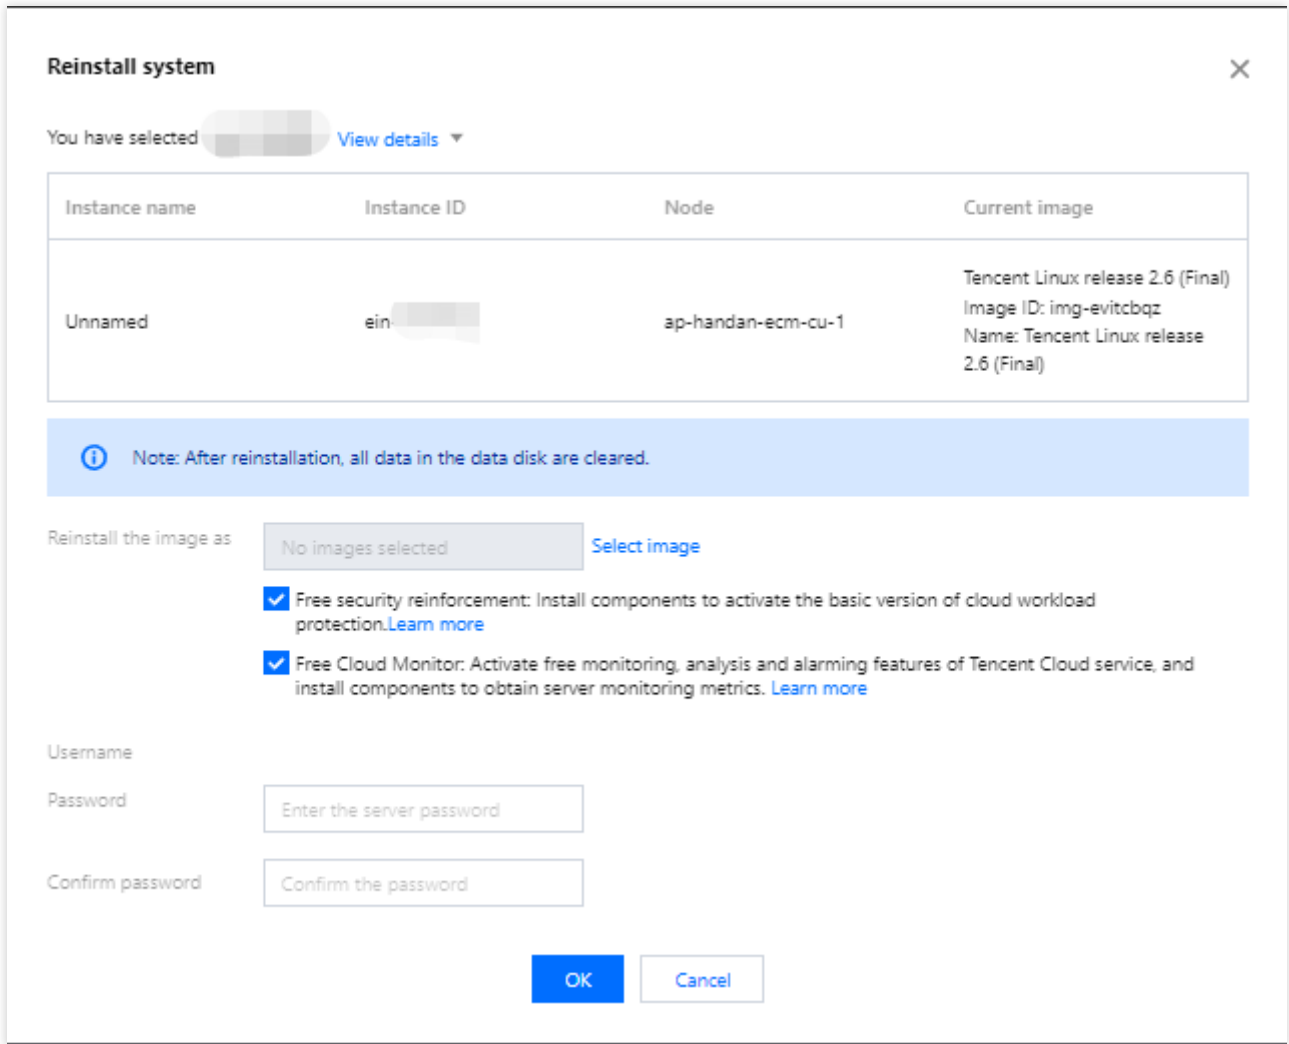 Reinstall system
You have selected View details
Instance name Instance ID Node Current image
Unnamed ein- ap-handan-ecm-cu-1 Tencent Linux release 2.6 (Final)
Image ID: img-evitcbqz
Name: Tencent Linux release
2.6 (Final)
Note: After reinstallation, all data in the data disk are cleared.
Reinstall the image as No images selected Select image
Free security reinforcement: Install components to activate the basic version of cloud workload
protection.Learn more
Free Cloud Monitor: Activate free monitoring, analysis and alarming features of Tencent Cloud service, and
install components to obtain server monitoring metrics. Learn more
Username
Password Enter the server password
Confirm password Confirm the password
OK Cancel